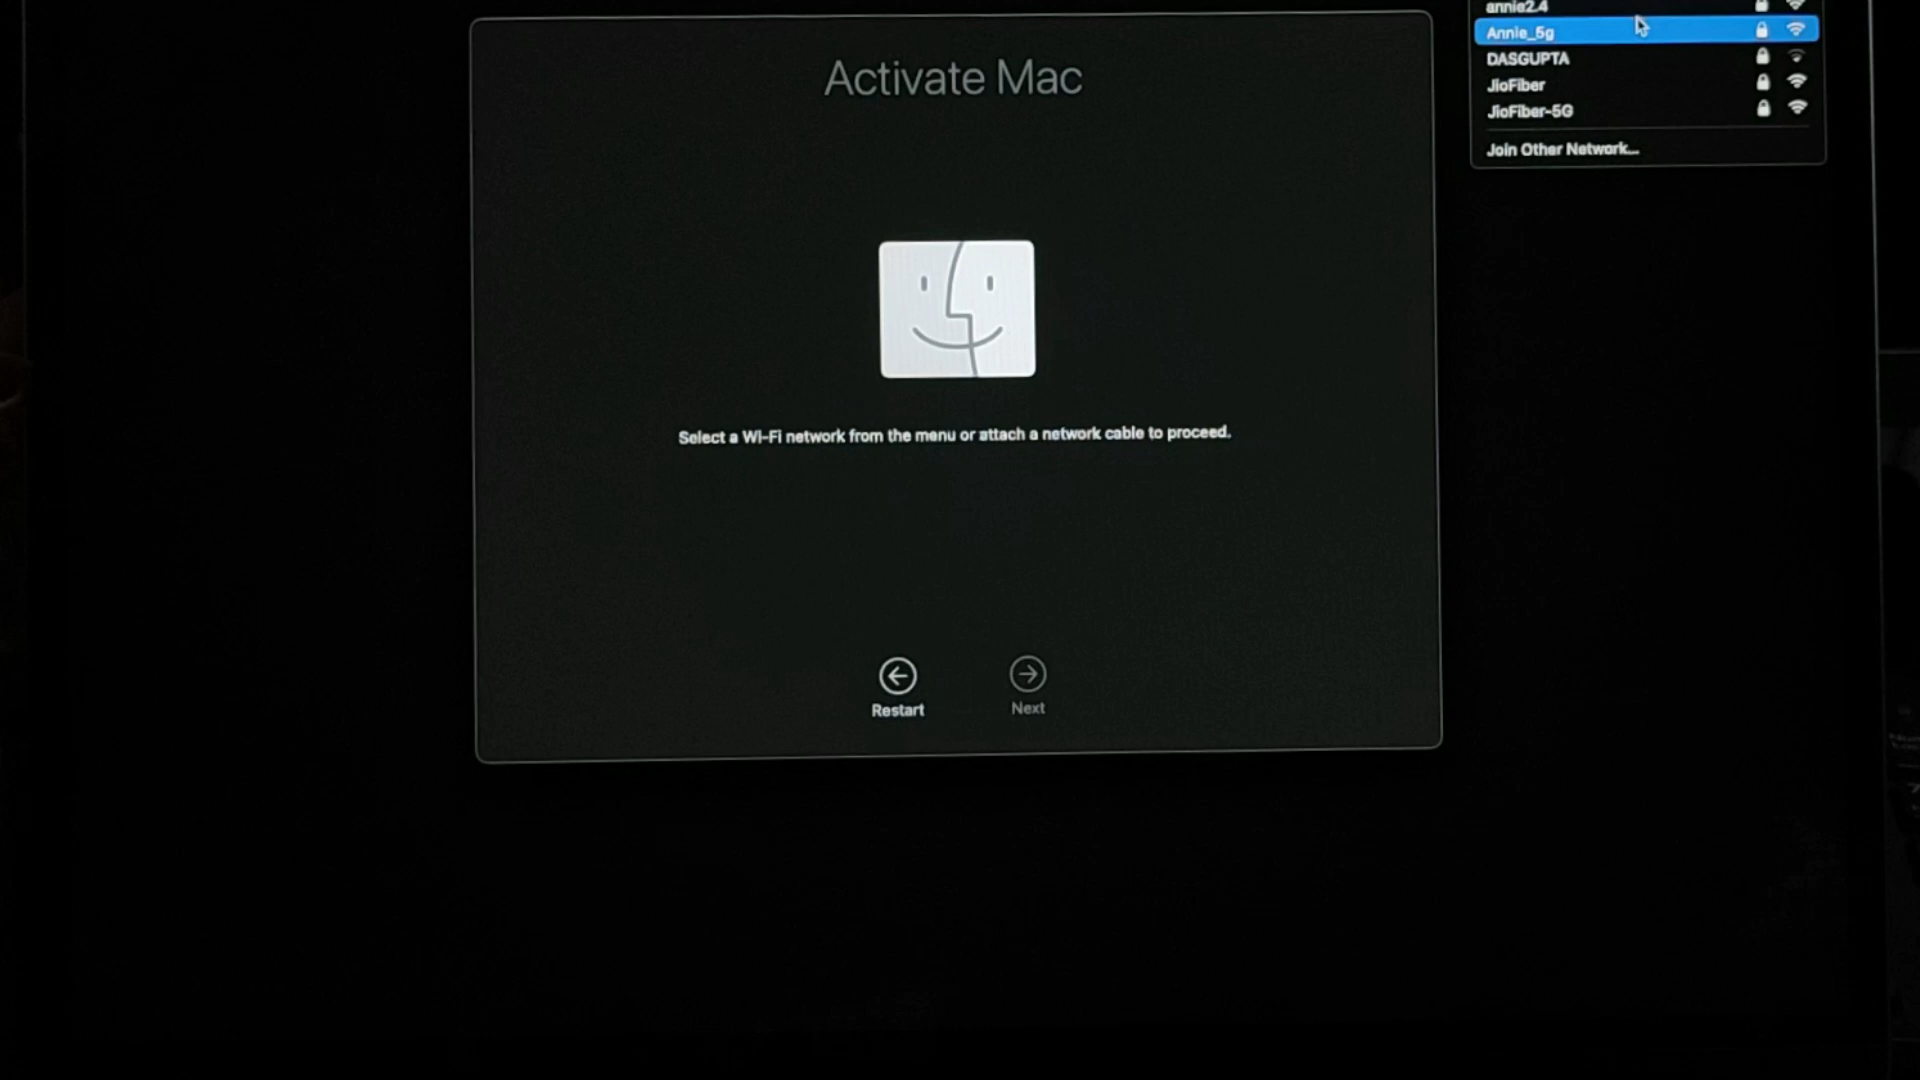 annie2.4
Annie_5g
DASGUPTA
JioFiber
JioFiber-5G
Join Other Network...
Activate Mac
Select a Wi-Fi network from the menu or attach a network cable to proceed.
Restart
Next